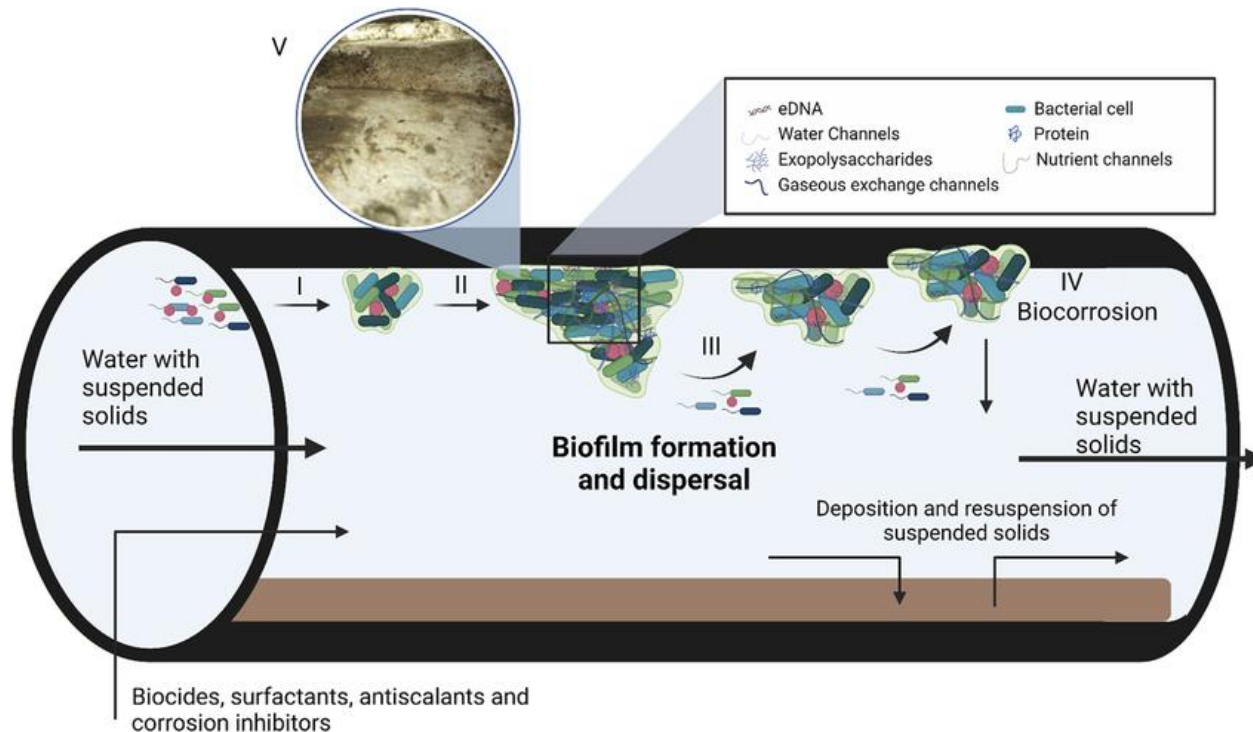 V
eDNA
Water Channels
Exopolysaccharides
Gaseous exchange channels
Bacterial cell
Protein
Nutrient channels
I
II
III
IV
Biocorrosion
Water with
suspended
solids
Biofilm formation
and dispersal
Water with
suspended
solids
Deposition and resuspension of
suspended solids
Biocides, surfactants, antiscalants and
corrosion inhibitors